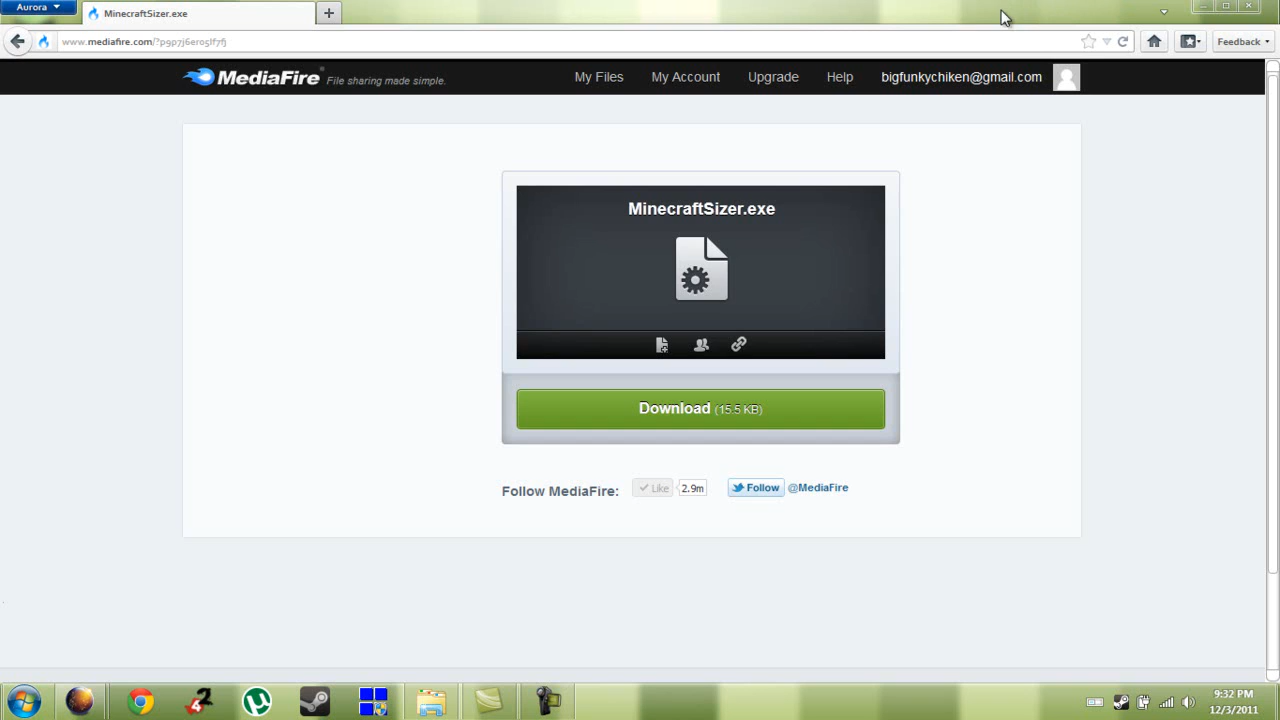 Aurora
MinecraftSizer.exe
www.mediafire.com/?p9p7j6ero5lf7fj
Feedback
MediaFire File sharing made simple.
My Files
My Account
Upgrade
Help
bigfunkychiken@gmail.com
MinecraftSizer.exe
Download (15.5 KB)
Follow MediaFire:
Like
2.9m
Follow
@MediaFire
9:32 PM
12/3/2011